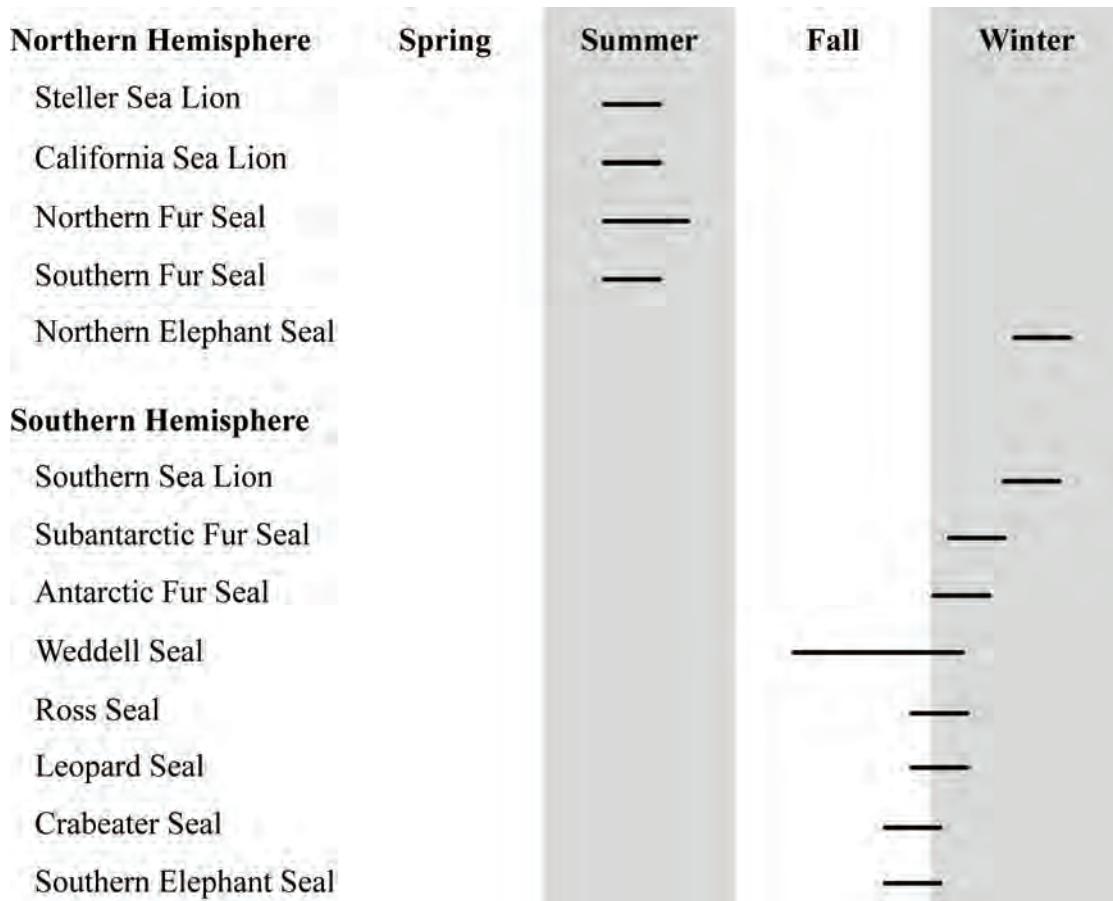 Northern Hemisphere Spring Summer Fall Winter
Steller Sea Lion
California Sea Lion
Northern Fur Seal
Southern Fur Seal
Northern Elephant Seal
Southern Hemisphere
Southern Sea Lion
Subantarctic Fur Seal
Antarctic Fur Seal
Weddell Seal
Ross Seal
Leopard Seal
Crabeater Seal
Southern Elephant Seal